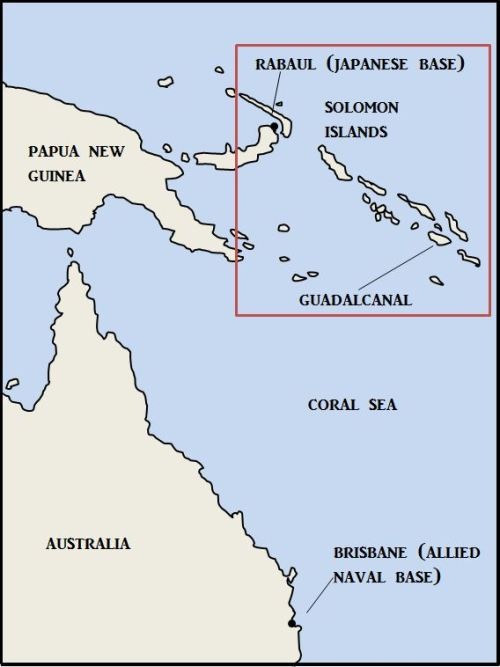 RABAUL (JAPANESE BASE)
SOLOMON
ISLANDS
PAPUA NEW
GUINEA
GUADALCANAL
CORAL SEA
AUSTRALIA
BRISBANE (ALLIED
NAVAL BASE)